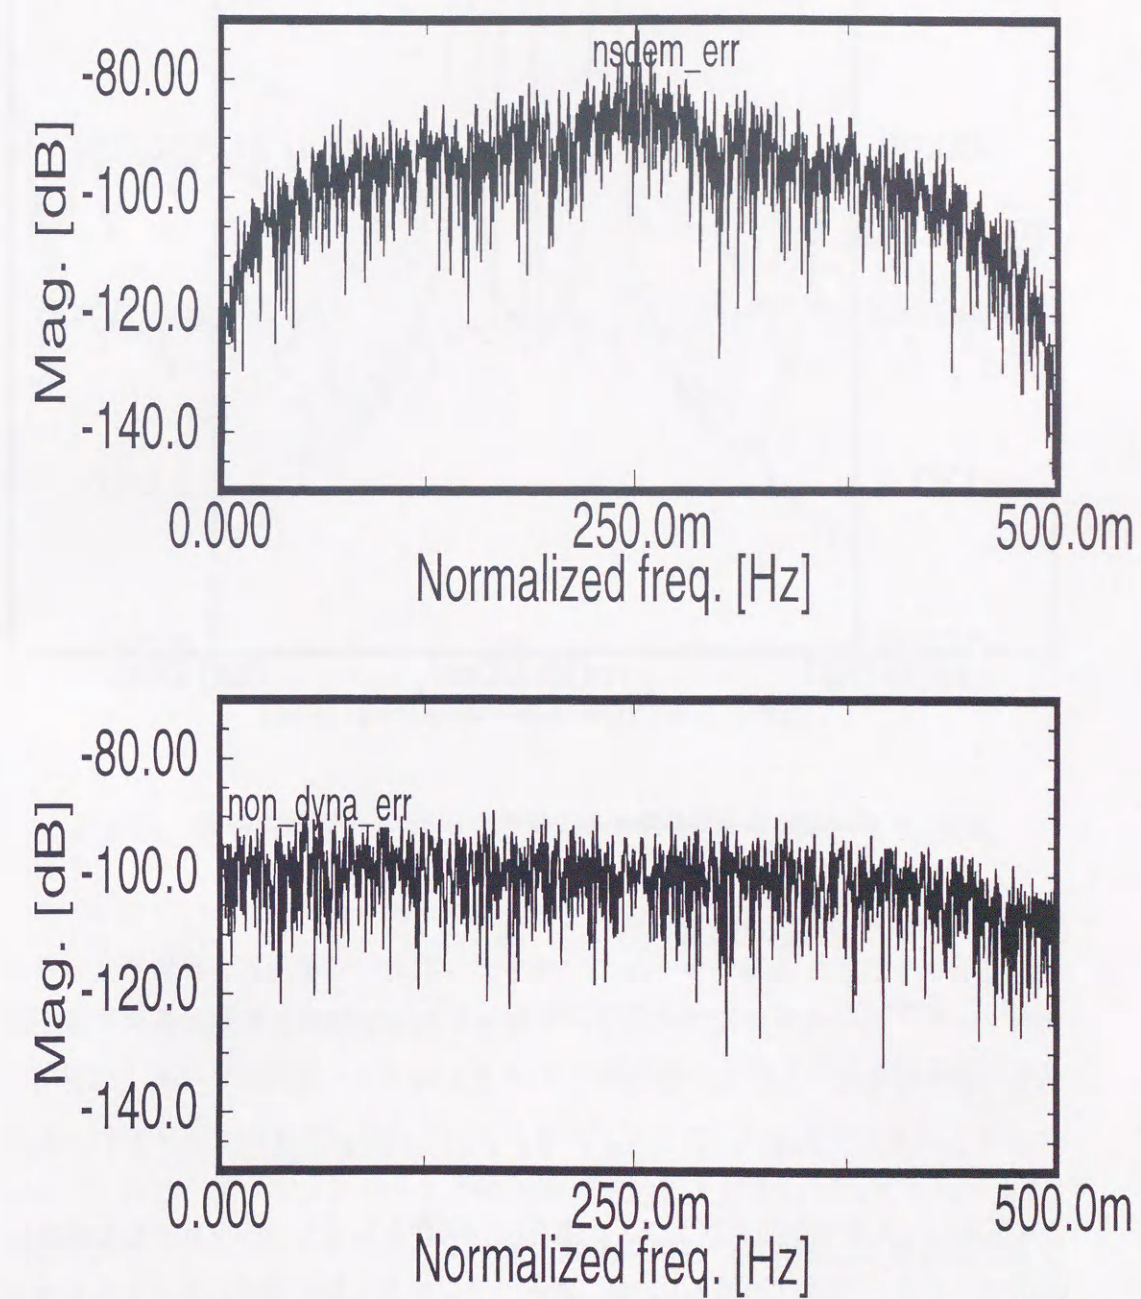 nsdem_err
-80.00
-100.0
-120.0
-140.0
Mag. [dB]
0.000 250.0m 500.0m
Normalized freq. [Hz]
non_dyna_err
-80.00
-100.0
-120.0
-140.0
Mag. [dB]
0.000 250.0m 500.0m
Normalized freq. [Hz]